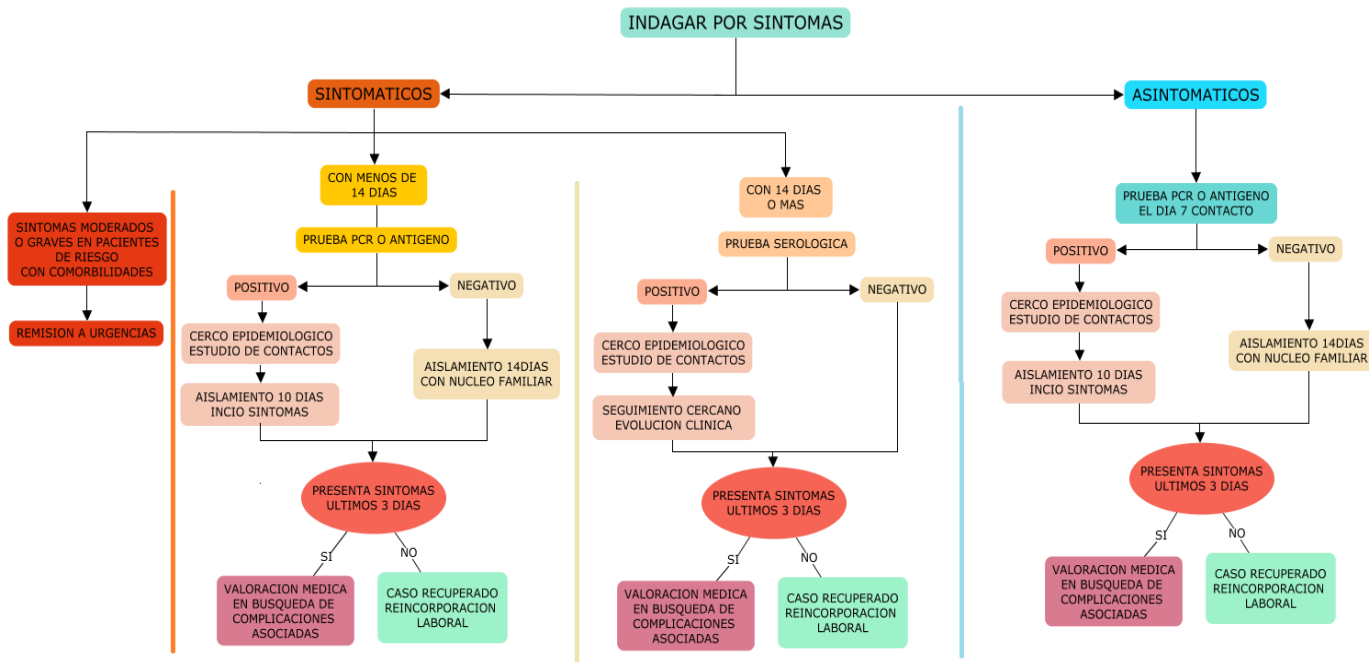 INDAGAR POR SINTOMAS
SINTOMATICOS
ASINTOMATICOS
SINTOMAS MODERADOS
O GRAVES EN PACIENTES
DE RIESGO
CON COMORBILIDADES
REMISION A URGENCIAS
CON MENOS DE
14 DIAS
PRUEBA PCR O ANTIGENO
POSITIVO
NEGATIVO
CERCO EPIDEMIOLOGICO
ESTUDIO DE CONTACTOS
AISLAMIENTO 10 DIAS
INCIO SINTOMAS
AISLAMIENTO 14DIAS
CON NUCLEO FAMILIAR
PRESENTA SINTOMAS
ULTIMOS 3 DIAS
SI
NO
VALORACION MEDICA
EN BUSQUEDA DE
COMPLICACIONES
ASOCIADAS
CASO RECUPERADO
REINCORPORACION
LABORAL
CON 14 DIAS
O MAS
PRUEBA SEROLOGICA
POSITIVO
NEGATIVO
CERCO EPIDEMIOLOGICO
ESTUDIO DE CONTACTOS
SEGUIMIENTO CERCANO
EVOLUCION CLINICA
PRESENTA SINTOMAS
ULTIMOS 3 DIAS
SI
NO
VALORACION MEDICA
EN BUSQUEDA DE
COMPLICACIONES
ASOCIADAS
CASO RECUPERADO
REINCORPORACION
LABORAL
PRUEBA PCR O ANTIGENO
EL DIA 7 CONTACTO
POSITIVO
NEGATIVO
CERCO EPIDEMIOLOGICO
ESTUDIO DE CONTACTOS
AISLAMIENTO 10 DIAS
INCIO SINTOMAS
AISLAMIENTO 14DIAS
CON NUCLEO FAMILIAR
PRESENTA SINTOMAS
ULTIMOS 3 DIAS
SI
NO
VALORACION MEDICA
EN BUSQUEDA DE
COMPLICACIONES
ASOCIADAS
CASO RECUPERADO
REINCORPORACION
LABORAL